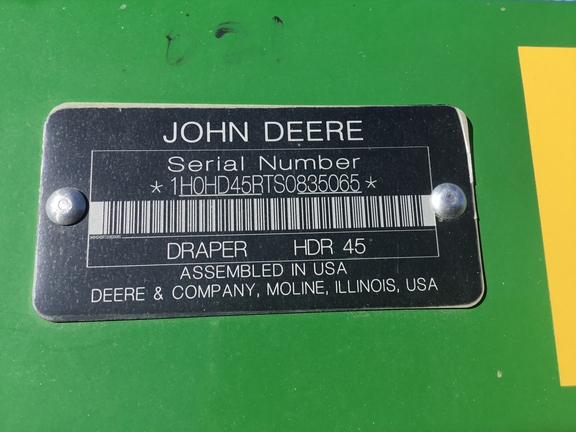 JOHN DEERE
Serial Number
*1H0HD45RTS0835065*
DRAPER HDR 45
ASSEMBLED IN USA
DEERE & COMPANY, MOLINE, ILLINOIS, USA